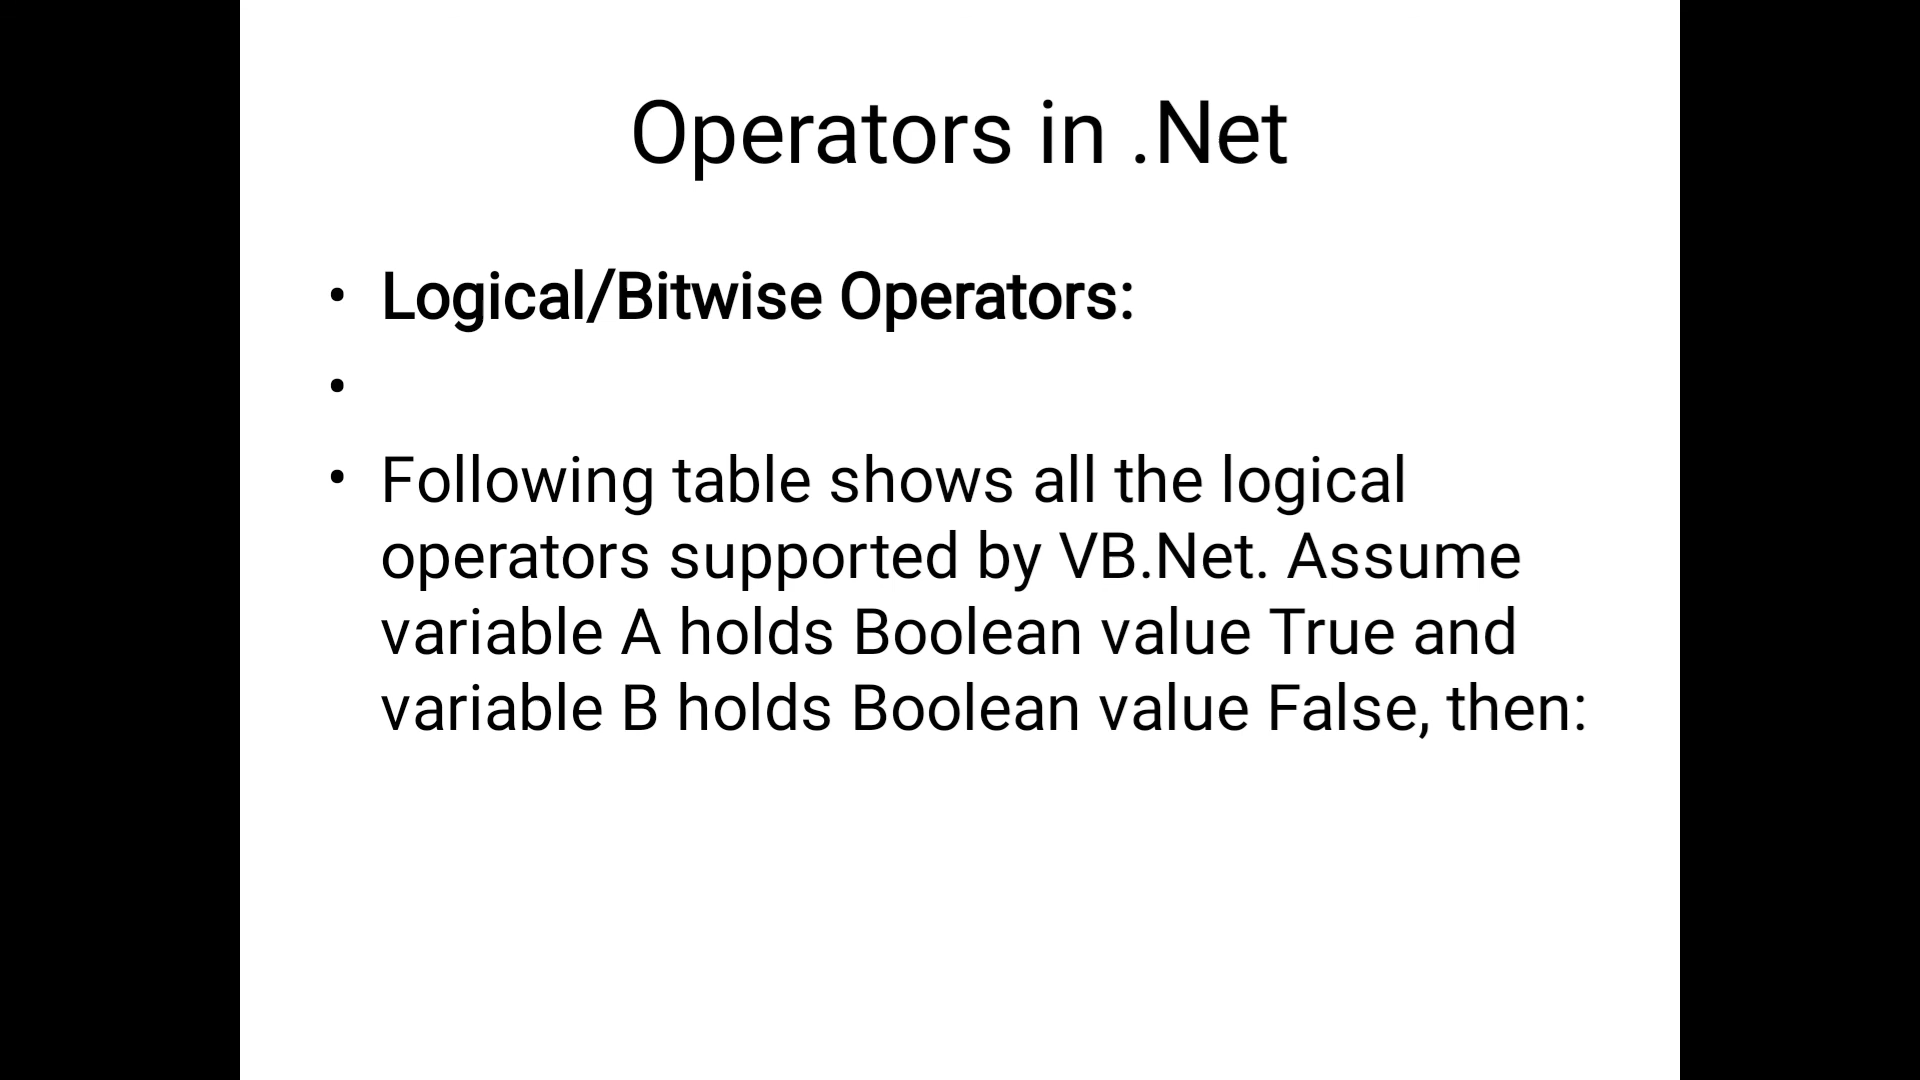 Operators in .Net
• Logical/Bitwise Operators:
•
• Following table shows all the logical
operators supported by VB.Net. Assume
variable A holds Boolean value True and
variable B holds Boolean value False, then: